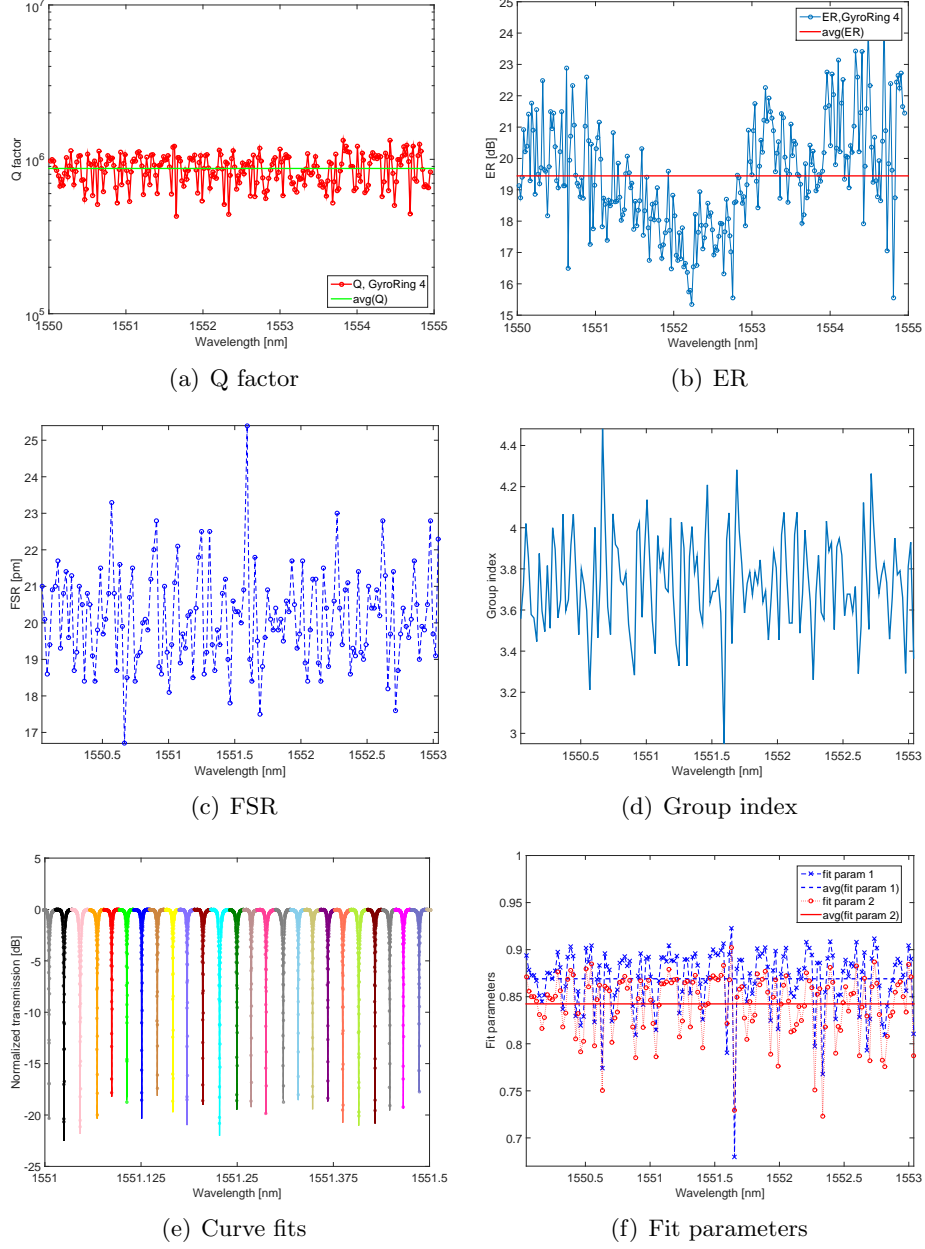 10^7
10^6
10^5
Q factor
Q, GyroRing 4
avg(Q)
1550 1551 1552 1553 1554 1555
Wavelength [nm]
(a) Q factor
24
23
22
21
20
19
18
17
16
15
ER [dB]
ER,GyroRing 4
avg(ER)
1550 1551 1552 1553 1554 1555
Wavelength [nm]
(b) ER
25
24
23
22
21
20
19
18
17
FSR [pm]
1550.5 1551 1551.5 1552 1552.5 1553
Wavelength [nm]
(c) FSR
4.4
4.2
4
3.8
3.6
3.4
3.2
3
Group index
1550.5 1551 1551.5 1552 1552.5 1553
Wavelength [nm]
(d) Group index
5
0
-5
-10
-15
-20
-25
Normalized transmission [dB]
1551 1551.125 1551.25 1551.375 1551.5
Wavelength [nm]
(e) Curve fits
1
0.95
0.9
0.85
0.8
0.75
0.7
Fit parameters
fit param 1
avg(fit param 1)
fit param 2
avg(fit param 2)
1550.5 1551 1551.5 1552 1552.5 1553
Wavelength [nm]
(f) Fit parameters